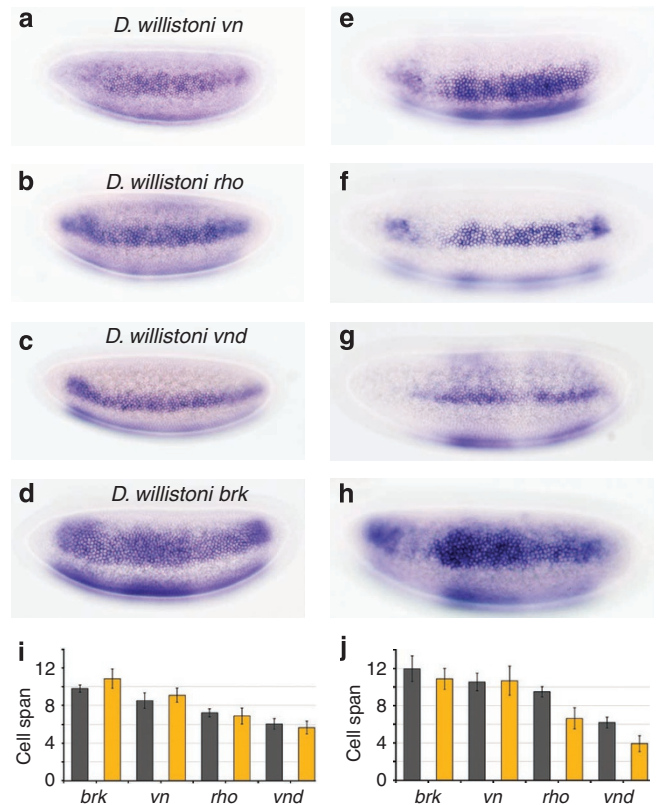 a
D. willistoni vn
e
b
D. willistoni rho
f
c
D. willistoni vnd
g
d
D. willistoni brk
h
i
12
8
4
0
Cell span
brk vn rho vnd
j
12
8
4
0
Cell span
brk vn rho vnd